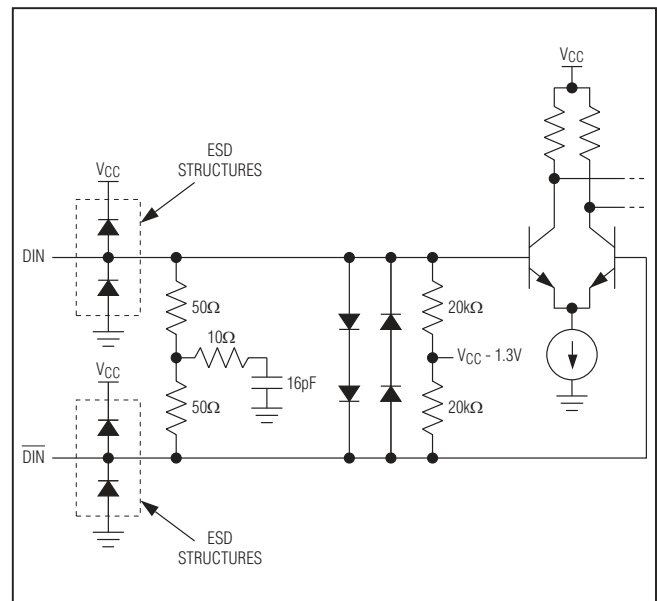 VCC
ESD
STRUCTURES
VCC
DIN
50Ω
20kΩ
10Ω
VCC - 1.3V
16pF
VCC
50Ω
20kΩ
DIN
ESD
STRUCTURES